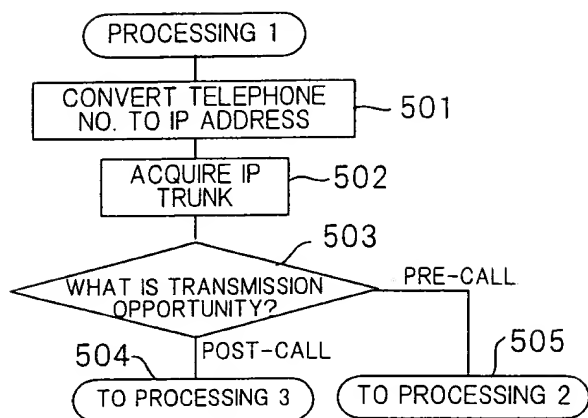 PROCESSING 1
CONVERT TELEPHONE
NO. TO IP ADDRESS
501
ACQUIRE IP
TRUNK
502
503
WHAT IS TRANSMISSION
OPPORTUNITY?
PRE-CALL
POST-CALL
504
505
TO PROCESSING 3
TO PROCESSING 2